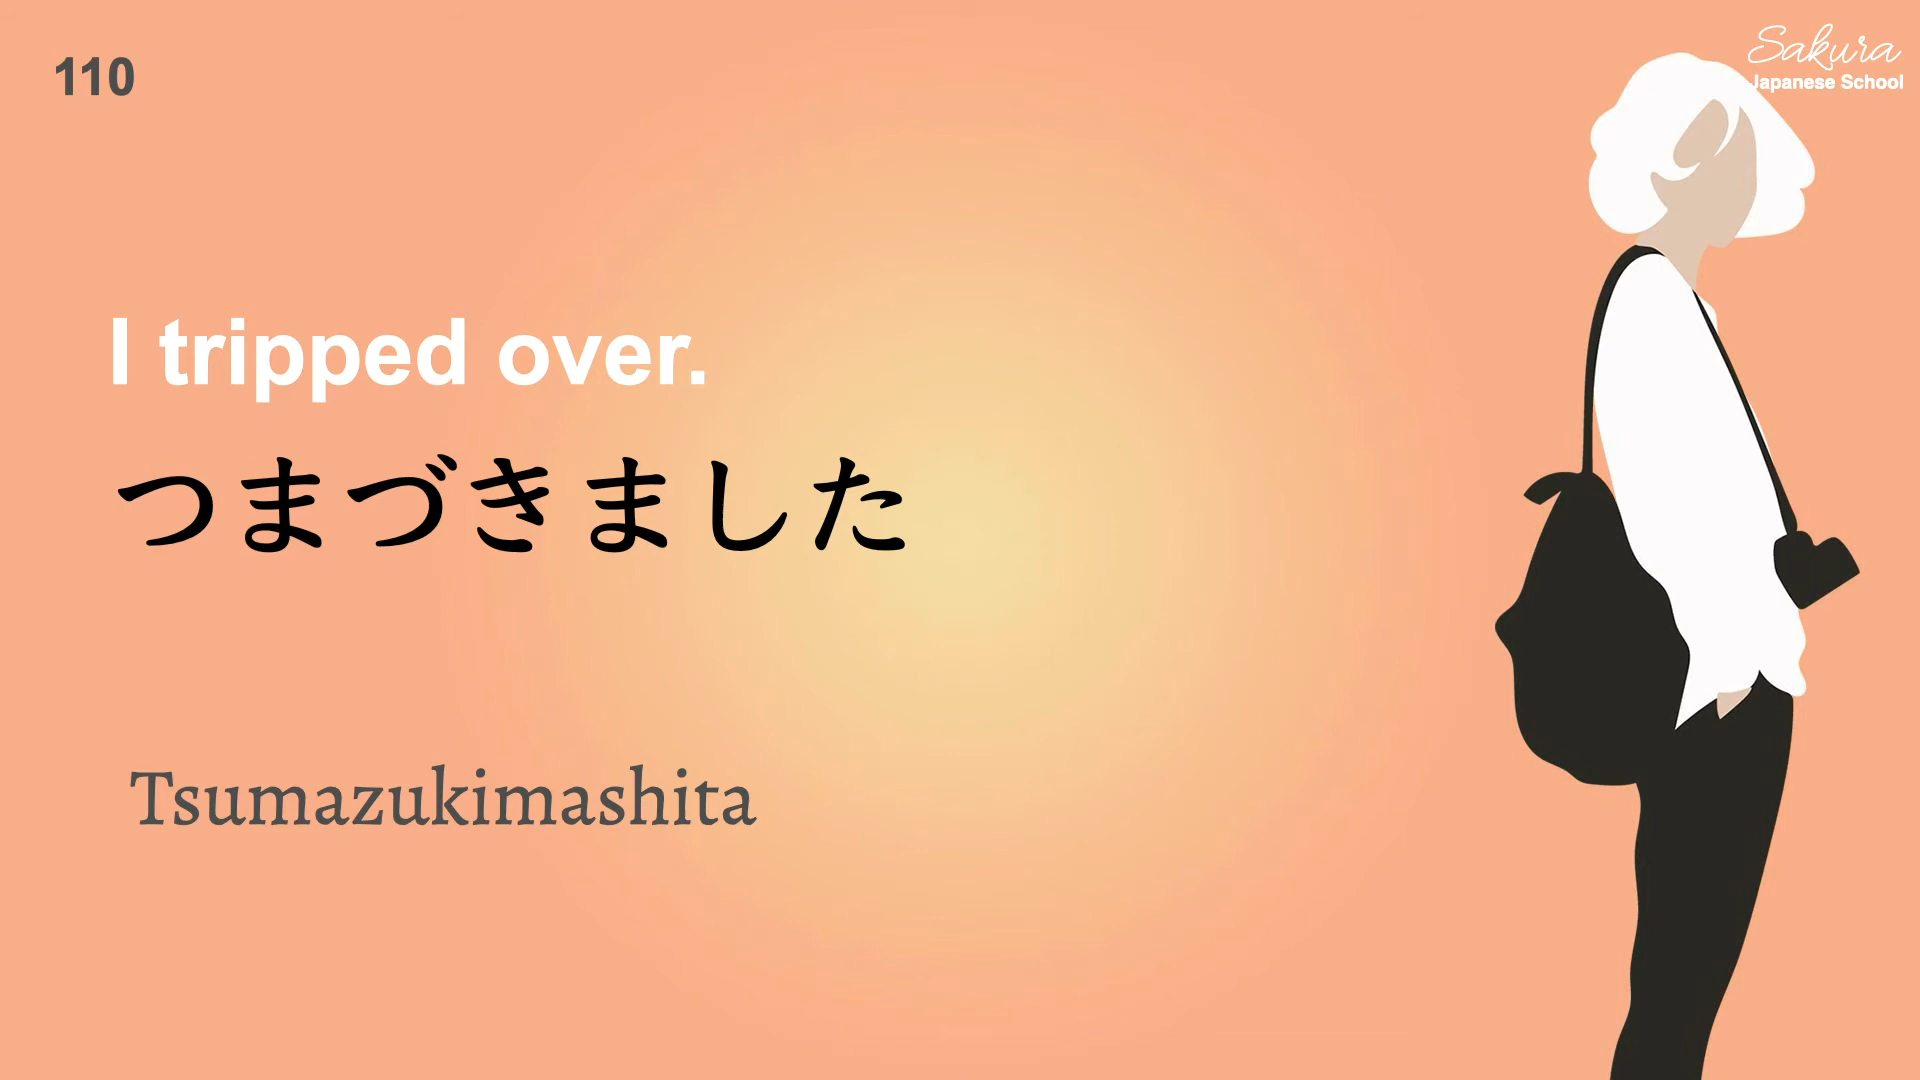 110
Sakura
Japanese School
I tripped over.
つまづきました
Tsumazukimashita